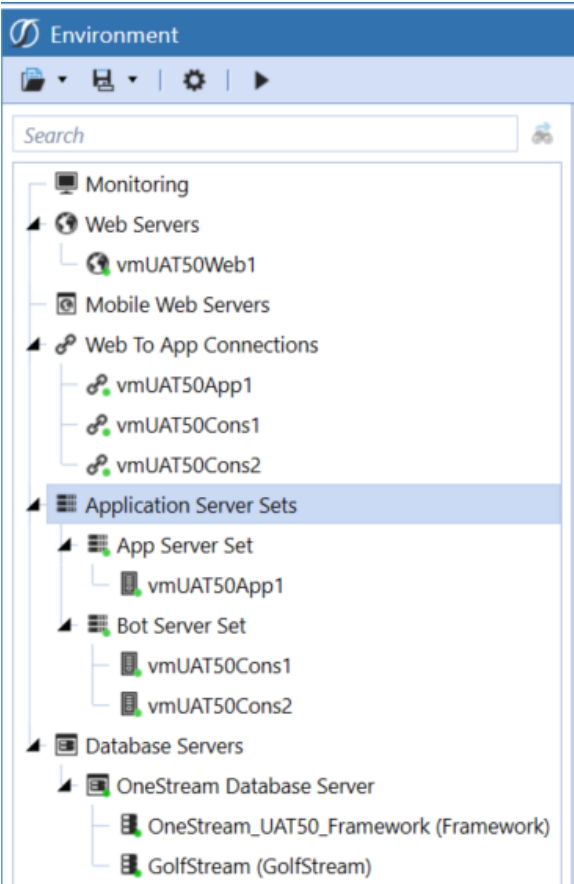 Environment
Search
Monitoring
Web Servers
vmUAT50Web1
Mobile Web Servers
Web To App Connections
vmUAT50App1
vmUAT50Cons1
vmUAT50Cons2
Application Server Sets
App Server Set
vmUAT50App1
Bot Server Set
vmUAT50Cons1
vmUAT50Cons2
Database Servers
OneStream Database Server
OneStream_UAT50_Framework (Framework)
GolfStream (GolfStream)